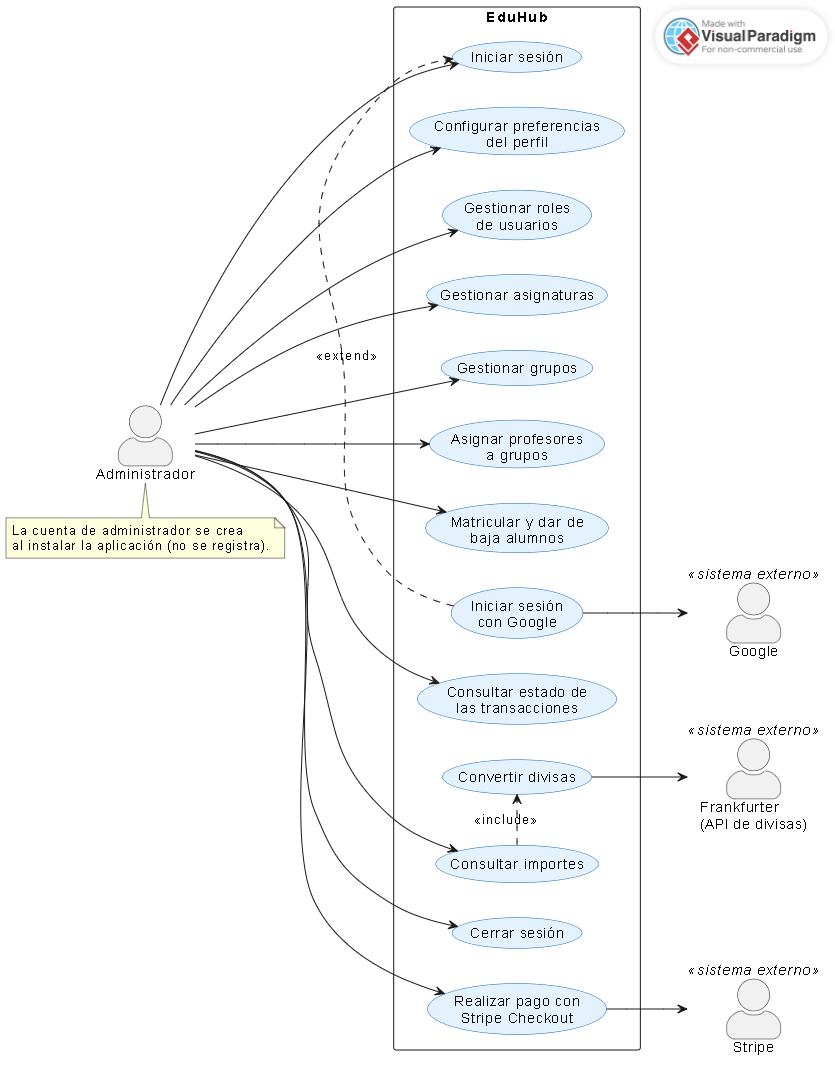 EduHub
Made with
VisualParadigm
For non-commercial use
Iniciar sesión
Configurar preferencias
del perfil
Gestionar roles
de usuarios
Gestionar asignaturas
«extend»
Gestionar grupos
Asignar profesores
a grupos
Administrador
Matricular y dar de
baja alumnos
La cuenta de administrador se crea
al instalar la aplicación (no se registra).
«sistema externo»
Iniciar sesión
con Google
Google
Consultar estado de
las transacciones
«sistema externo»
Convertir divisas
Frankfurter
(API de divisas)
«include»
Consultar importes
Cerrar sesión
«sistema externo»
Realizar pago con
Stripe Checkout
Stripe